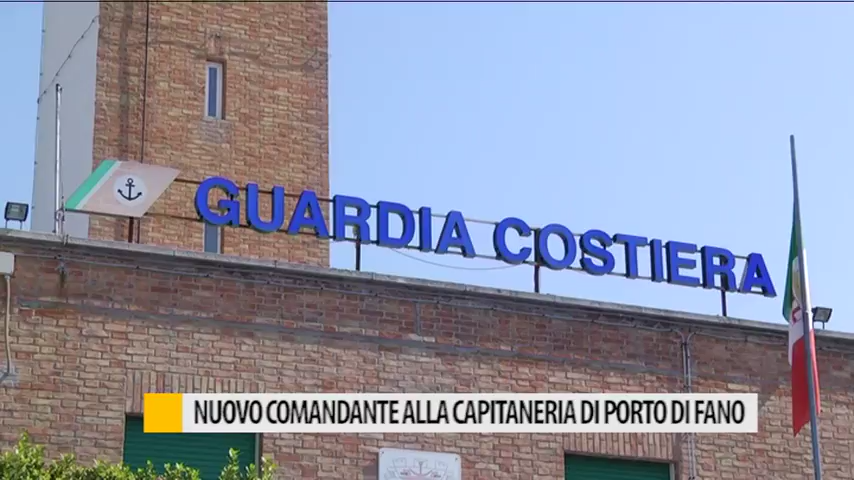 GUARDIA COSTIERA
NUOVO COMANDANTE ALLA CAPITANERIA DI PORTO DI FANO